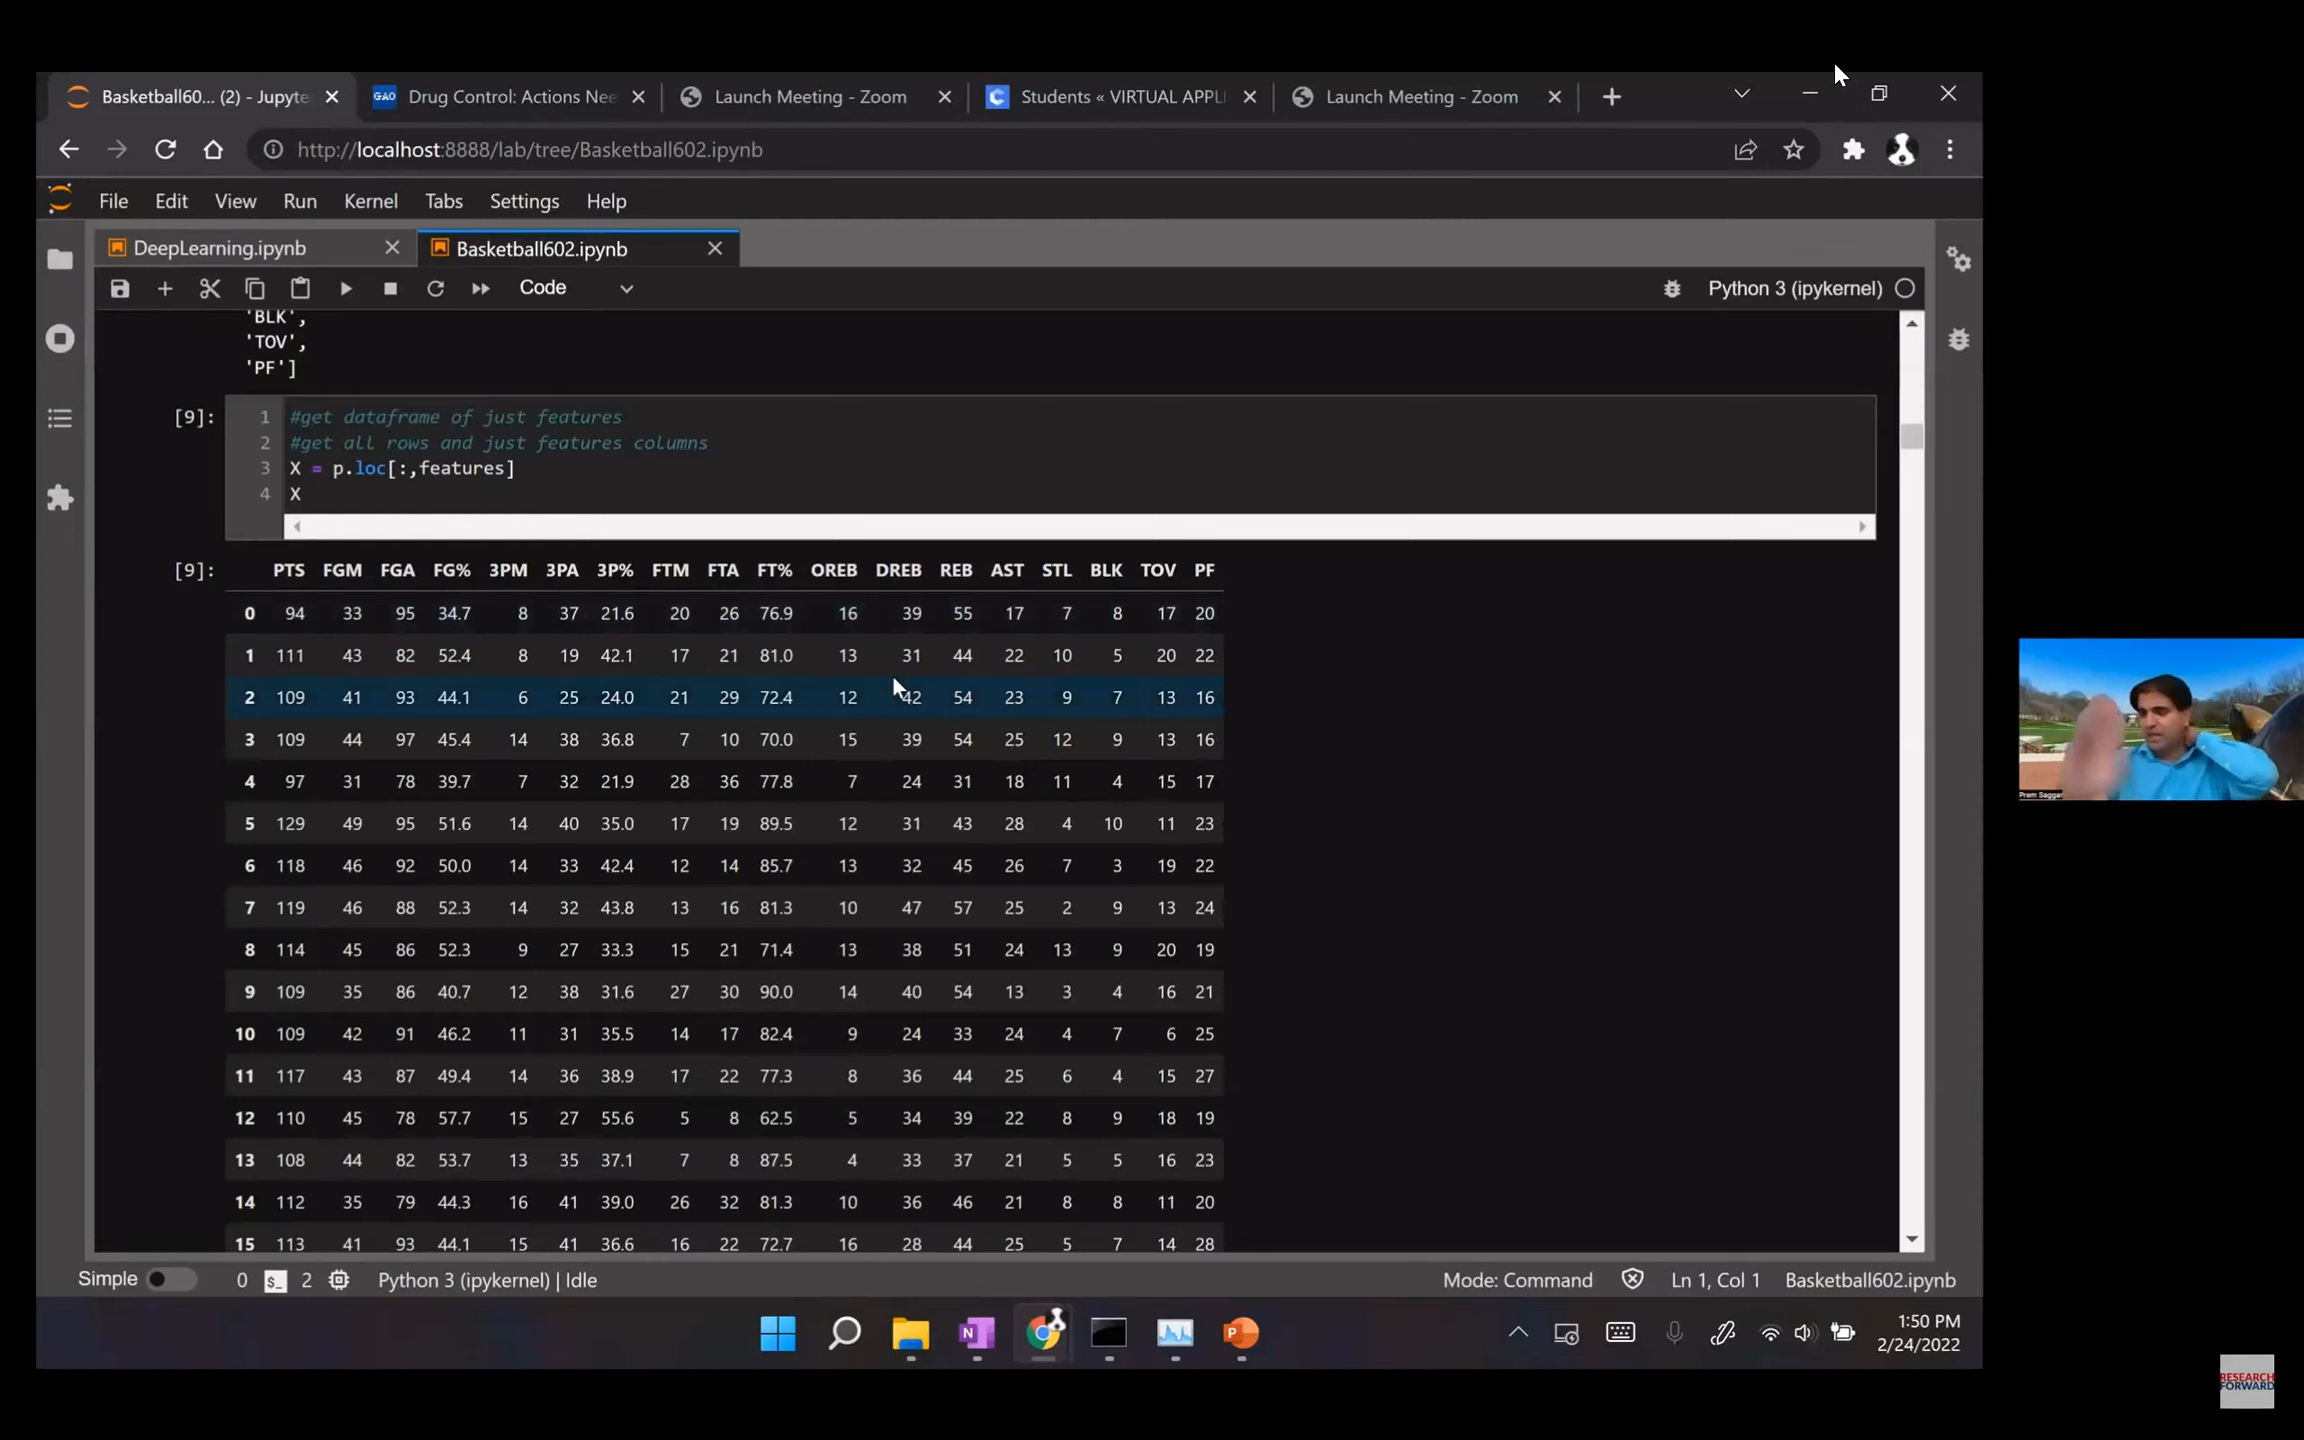 Basketball60... (2) - Jupyte
GAO Drug Control: Actions Nee
Launch Meeting - Zoom
Students « VIRTUAL APPL
Launch Meeting - Zoom
http://localhost:8888/lab/tree/Basketball602.ipynb
File Edit View Run Kernel Tabs Settings Help
DeepLearning.ipynb
Basketball602.ipynb
Code
Python 3 (ipykernel)
'BLK',
'TOV',
'PF']
[9]:
1 #get dataframe of just features
2 #get all rows and just features columns
3 X = p.loc[:,features]
4 X
[9]:
PTS FGM FGA FG% 3PM 3PA 3P% FTM FTA FT% OREB DREB REB AST STL BLK TOV PF
0 94 33 95 34.7 8 37 21.6 20 26 76.9 16 39 55 17 7 8 17 20
1 111 43 82 52.4 8 19 42.1 17 21 81.0 13 31 44 22 10 5 20 22
2 109 41 93 44.1 6 25 24.0 21 29 72.4 12 42 54 23 9 7 13 16
3 109 44 97 45.4 14 38 36.8 7 10 70.0 15 39 54 25 12 9 13 16
4 97 31 78 39.7 7 32 21.9 28 36 77.8 7 24 31 18 11 4 15 17
5 129 49 95 51.6 14 40 35.0 17 19 89.5 12 31 43 28 4 10 11 23
6 118 46 92 50.0 14 33 42.4 12 14 85.7 13 32 45 26 7 3 19 22
7 119 46 88 52.3 14 32 43.8 13 16 81.3 10 47 57 25 2 9 13 24
8 114 45 86 52.3 9 27 33.3 15 21 71.4 13 38 51 24 13 9 20 19
9 109 35 86 40.7 12 38 31.6 27 30 90.0 14 40 54 13 3 4 16 21
10 109 42 91 46.2 11 31 35.5 14 17 82.4 9 24 33 24 4 7 6 25
11 117 43 87 49.4 14 36 38.9 17 22 77.3 8 36 44 25 6 4 15 27
12 110 45 78 57.7 15 27 55.6 5 8 62.5 5 34 39 22 8 9 18 19
13 108 44 82 53.7 13 35 37.1 7 8 87.5 4 33 37 21 5 5 16 23
14 112 35 79 44.3 16 41 39.0 26 32 81.3 10 36 46 21 8 8 11 20
15 113 41 93 44.1 15 41 36.6 16 22 72.7 16 28 44 25 5 7 14 28
Simple 0 $_ 2 Python 3 (ipykernel) | Idle
Mode: Command Ln 1, Col 1 Basketball602.ipynb
1:50 PM
2/24/2022
Prem Saggar
RESEARCH
FORWARD